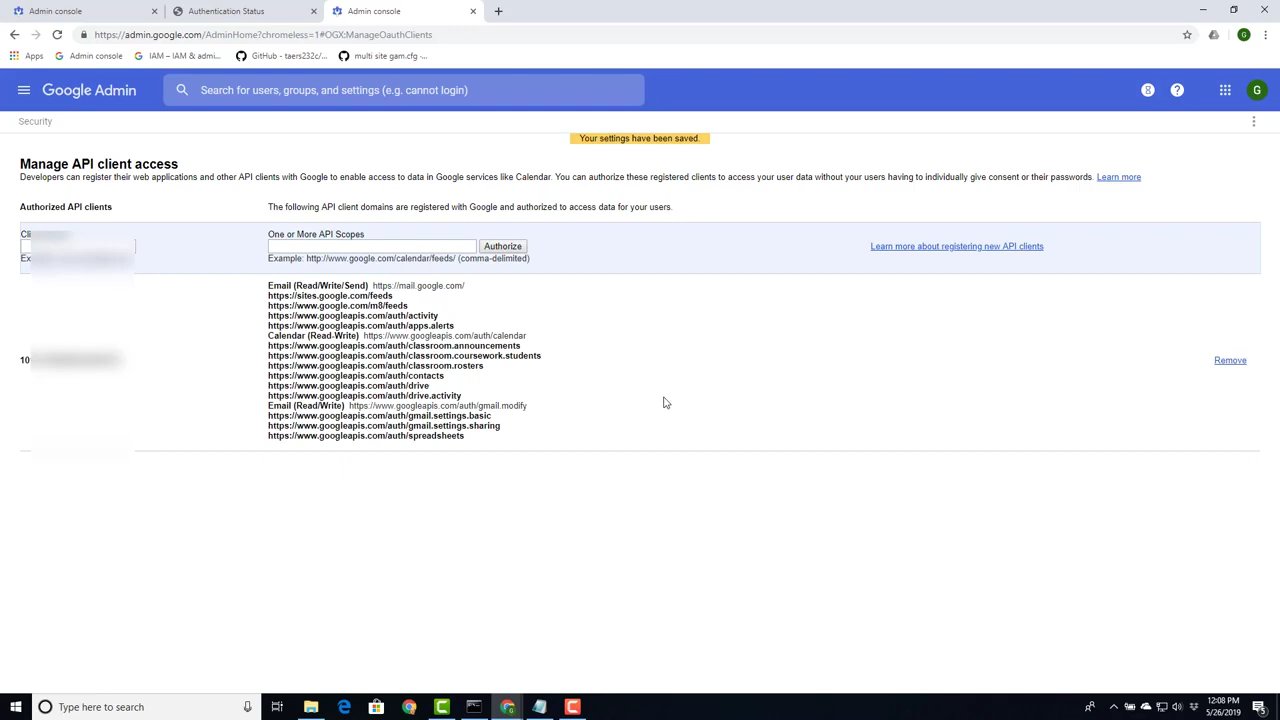 Admin console
Authentication Status
Admin console
https://admin.google.com/AdminHome?chromeless=1#OGX:ManageOauthClients
G
Apps
Admin console
IAM – IAM & admi...
GitHub - taers232c/...
multi site gam.cfg -...
Google Admin
Search for users, groups, and settings (e.g. cannot login)
G
Security
Your settings have been saved.
Manage API client access
Developers can register their web applications and other API clients with Google to enable access to data in Google services like Calendar. You can authorize these registered clients to access your user data without your users having to individually give consent or their passwords. Learn more
Authorized API clients
The following API client domains are registered with Google and authorized to access data for your users.
One or More API Scopes
Authorize
Learn more about registering new API clients
Example: http://www.google.com/calendar/feeds/ (comma-delimited)
Email (Read/Write/Send) https://mail.google.com/
https://sites.google.com/feeds
https://www.google.com/m8/feeds
https://www.googleapis.com/auth/activity
https://www.googleapis.com/auth/apps.alerts
Calendar (Read-Write) https://www.googleapis.com/auth/calendar
https://www.googleapis.com/auth/classroom.announcements
https://www.googleapis.com/auth/classroom.coursework.students
10
https://www.googleapis.com/auth/classroom.rosters
Remove
https://www.googleapis.com/auth/contacts
https://www.googleapis.com/auth/drive
https://www.googleapis.com/auth/drive.activity
Email (Read/Write) https://www.googleapis.com/auth/gmail.modify
https://www.googleapis.com/auth/gmail.settings.basic
https://www.googleapis.com/auth/gmail.settings.sharing
https://www.googleapis.com/auth/spreadsheets
Type here to search
12:08 PM
5/26/2019